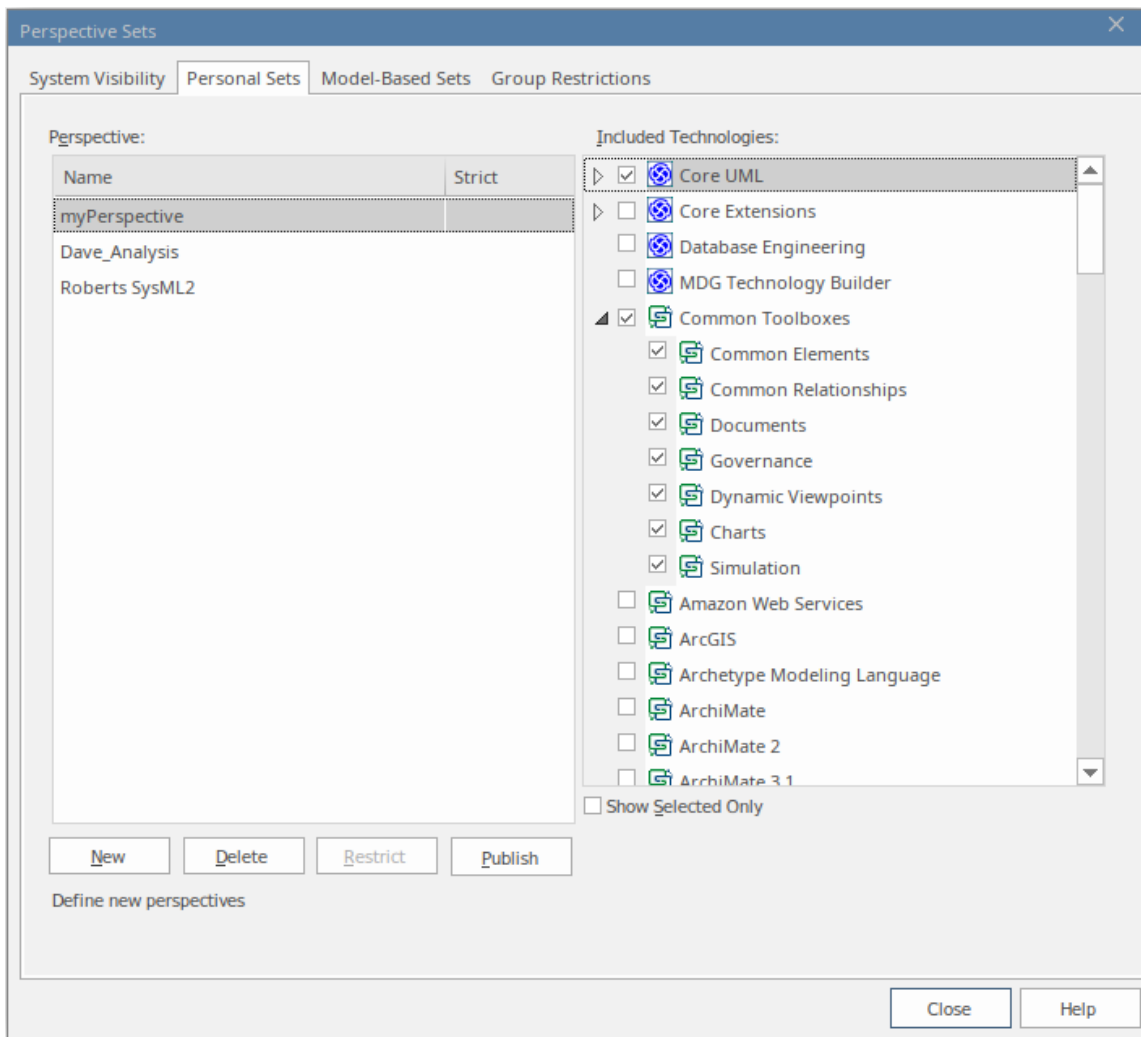 Perspective Sets
System Visibility Personal Sets Model-Based Sets Group Restrictions
Perspective:
Name Strict
myPerspective
Dave_Analysis
Roberts SysML2
New Delete Restrict Publish
Define new perspectives
Included Technologies:
Core UML
Core Extensions
Database Engineering
MDG Technology Builder
Common Toolboxes
Common Elements
Common Relationships
Documents
Governance
Dynamic Viewpoints
Charts
Simulation
Amazon Web Services
ArcGIS
Archetype Modeling Language
ArchiMate
ArchiMate 2
ArchiMate 3.1
Show Selected Only
Close Help